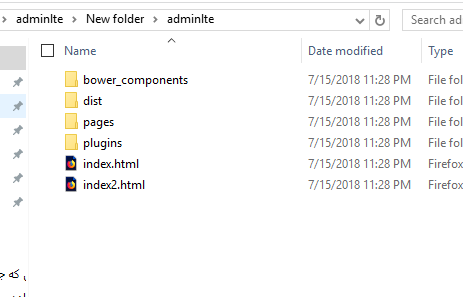 adminlte > New folder > adminlte
Search ad
Name Date modified Type
bower_components 7/15/2018 11:28 PM File fol
dist 7/15/2018 11:28 PM File fol
pages 7/15/2018 11:28 PM File fol
plugins 7/15/2018 11:28 PM File fol
index.html 7/15/2018 11:28 PM Firefox
index2.html 7/15/2018 11:28 PM Firefox
که